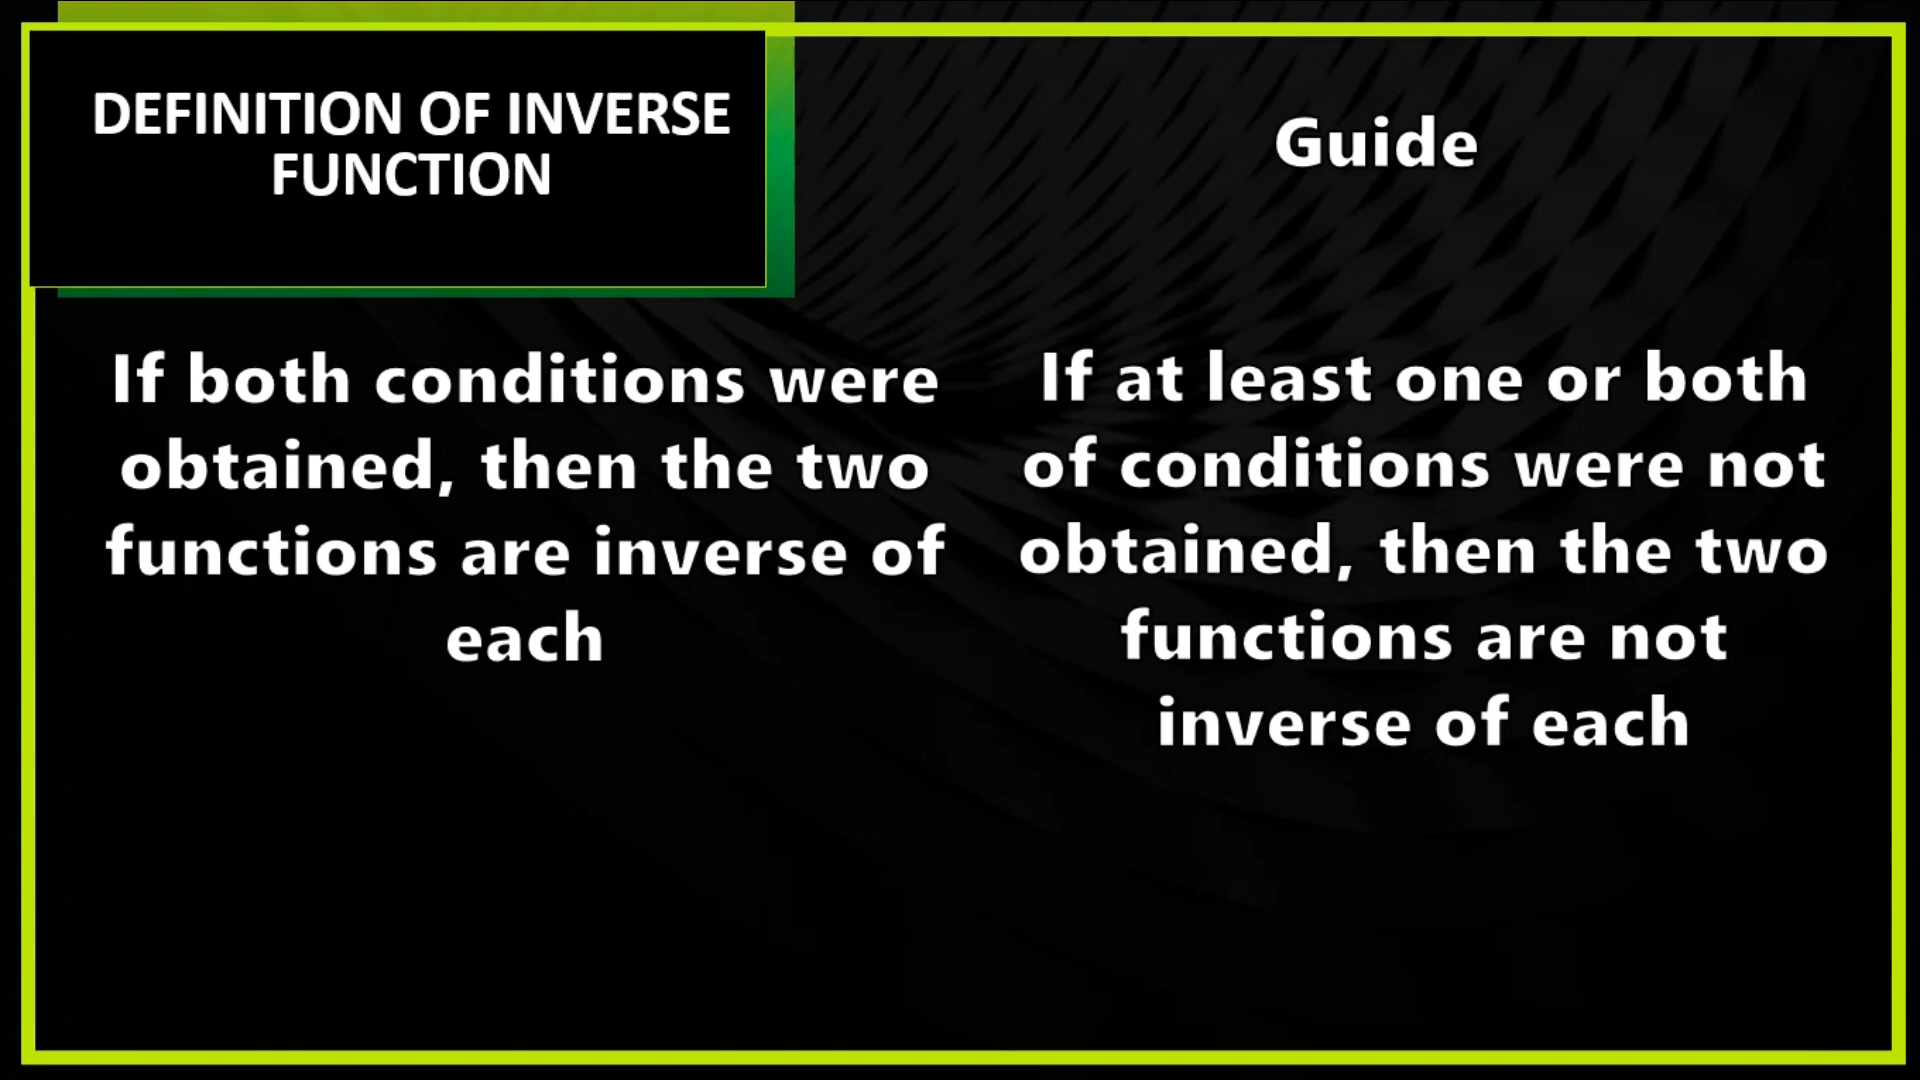 DEFINITION OF INVERSE
FUNCTION
Guide
If both conditions were
obtained, then the two
functions are inverse of
each
If at least one or both
of conditions were not
obtained, then the two
functions are not
inverse of each